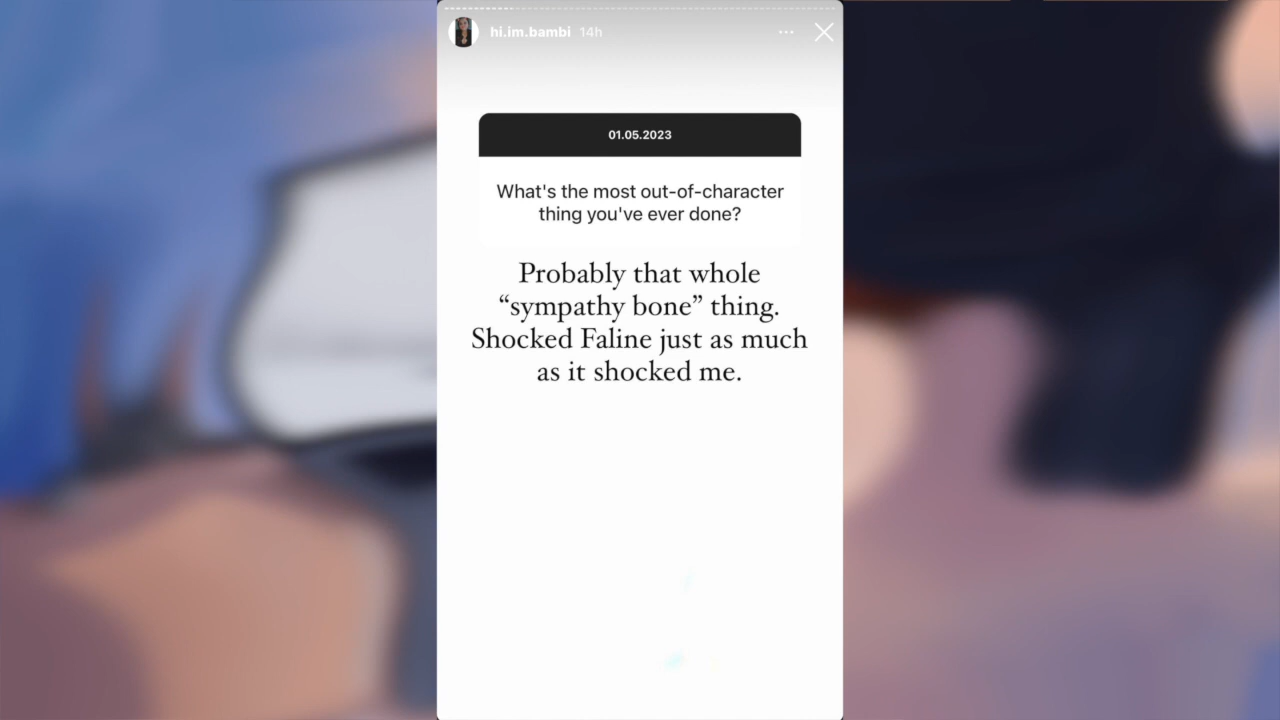 hi.im.bambi 14h
01.05.2023
What's the most out-of-character
thing you've ever done?
Probably that whole
“sympathy bone” thing.
Shocked Faline just as much
as it shocked me.